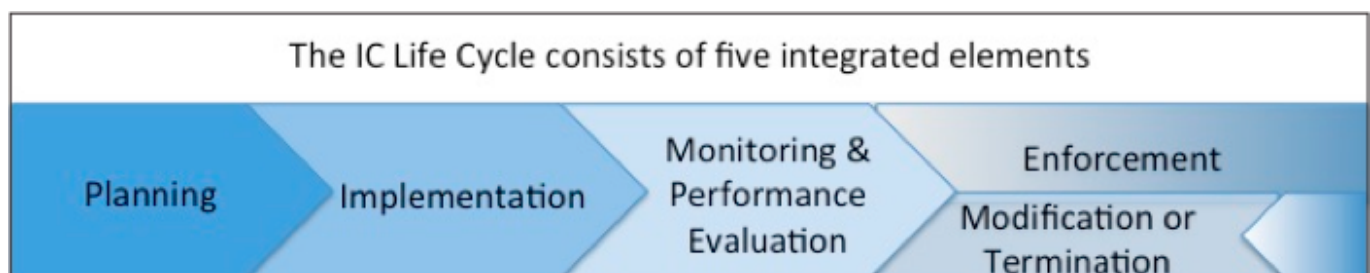 The IC Life Cycle consists of five integrated elements
Planning
Implementation
Monitoring &
Performance
Evaluation
Enforcement
Modification or
Termination